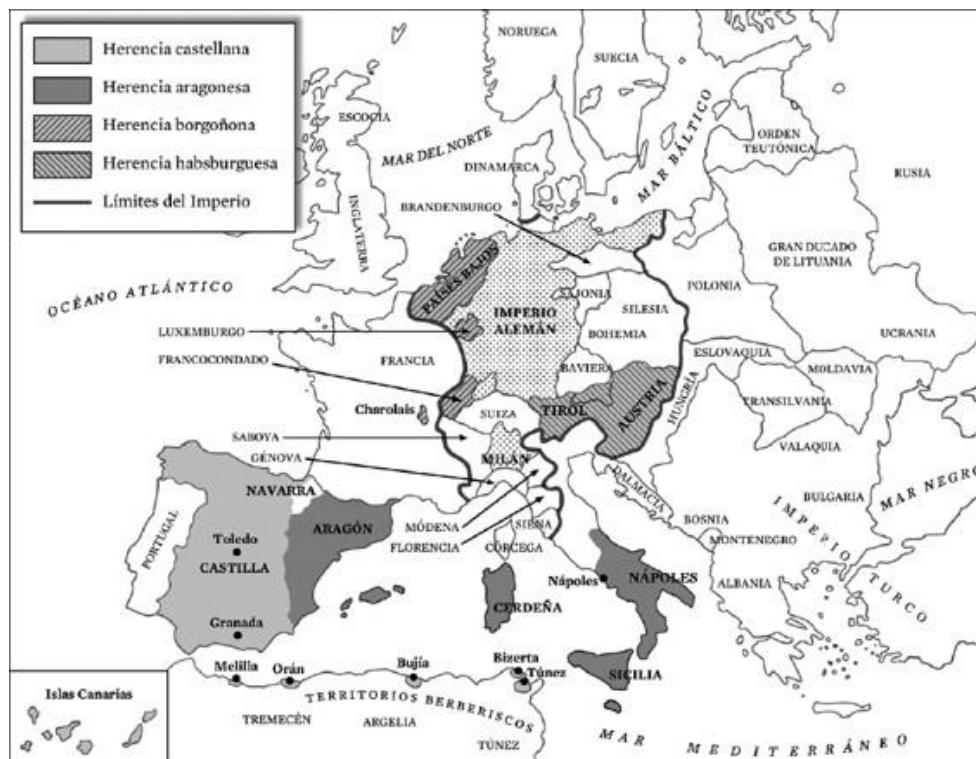 Herencia castellana
Herencia aragonesa
Herencia borgoñona
Herencia habsburguesa
Límites del Imperio
NORUEGA
SUECIA
ESCOCIA
MAR DEL NORTE
DINAMARCA
MAR BÁLTICO
ORDEN
TEUTÓNICA
RUSIA
BRANDENBURGO
INGLATERRA
GRAN DUCADO
DE LITUANIA
OCÉANO ATLÁNTICO
PAÍSES BAJOS
SAJONIA
POLONIA
IMPERIO
ALEMÁN
SILESIA
BOHEMIA
UCRANIA
LUXEMBURGO
FRANCOCONDADO
FRANCIA
BAVIERA
ESLOVAQUIA
MOLDAVIA
HUNGRÍA
TRANSILVANIA
Charolais
SUIZA
TIROL
AUSTRIA
VALAQUIA
SABOYA
GÉNOVA
MILÁN
DALMACIA
MAR NEGRO
NAVARRA
ARAGÓN
MÓDENA
FLORENCIA
SIENA
CÓRCEGA
BOSNIA
BULGARIA
MONTENEGRO
IMPERIO
TURCO
PORTUGAL
Toledo
CASTILLA
Nápoles
NÁPOLES
ALBANIA
CERDEÑA
Granada
SICILIA
Melilla
Orán
Bujía
Bizerta
Túnez
Islas Canarias
TERRITORIOS BERBERISCOS
TREMECÉN
ARGELIA
TÚNEZ
MAR MEDITERRÁNEO